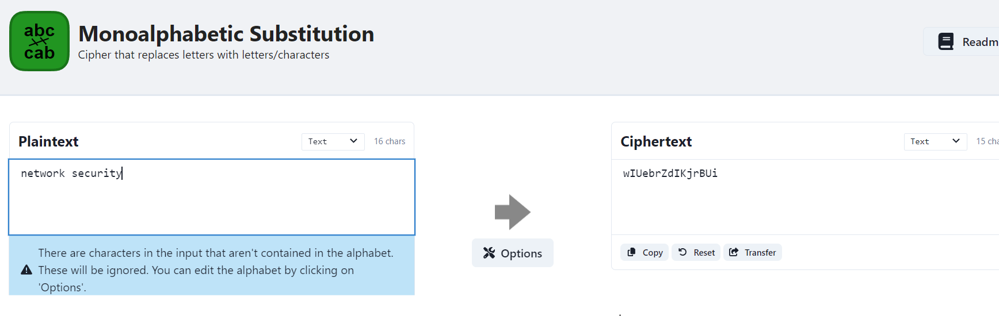 abc
cab
Monoalphabetic Substitution
Cipher that replaces letters with letters/characters
Readm
Plaintext
Text
16 chars
network security
There are characters in the input that aren't contained in the alphabet.
These will be ignored. You can edit the alphabet by clicking on
'Options'.
Options
Ciphertext
Text
15 cha
wIUebrZdIKjrBUi
Copy
Reset
Transfer